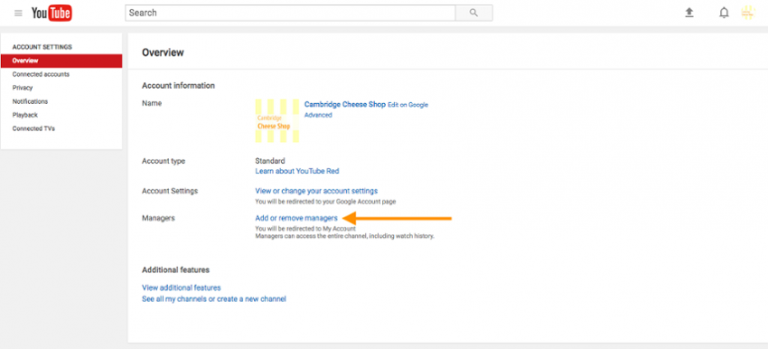 YouTube
Search
ACCOUNT SETTINGS
Overview
Connected accounts
Privacy
Notifications
Playback
Connected TVs
Overview
Account information
Name
Cambridge
Cheese Shop
Cambridge Cheese Shop Edit on Google
Advanced
Account type
Standard
Learn about YouTube Red
Account Settings
View or change your account settings
You will be redirected to your Google Account page
Managers
Add or remove managers
You will be redirected to My Account
Managers can access the entire channel, including watch history.
Additional features
View additional features
See all my channels or create a new channel